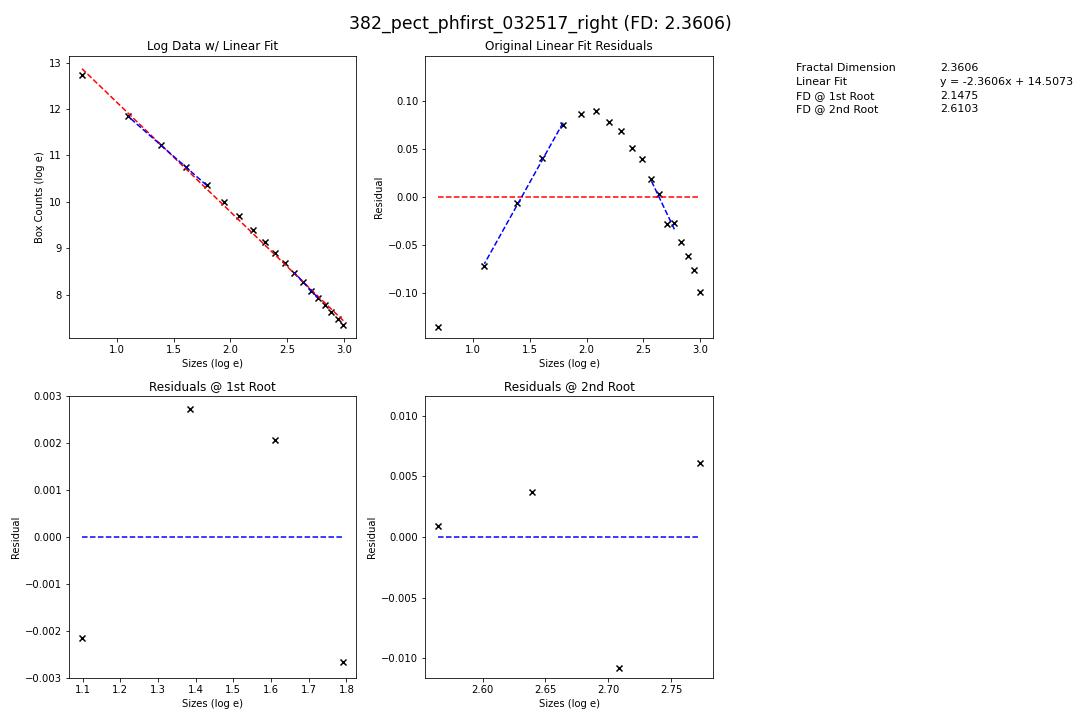 382_pect_phfirst_032517_right (FD: 2.3606)
Log Data w/ Linear Fit
13
12
11
10
9
8
Box Counts (log e)
1.0 1.5 2.0 2.5 3.0
Sizes (log e)
Original Linear Fit Residuals
0.10
0.05
0.00
−0.05
−0.10
Residual
1.0 1.5 2.0 2.5 3.0
Sizes (log e)
Fractal Dimension 2.3606
Linear Fit y = -2.3606x + 14.5073
FD @ 1st Root 2.1475
FD @ 2nd Root 2.6103
Residuals @ 1st Root
0.003
0.002
0.001
0.000
−0.001
−0.002
−0.003
Residual
1.1 1.2 1.3 1.4 1.5 1.6 1.7 1.8
Sizes (log e)
Residuals @ 2nd Root
0.010
0.005
0.000
−0.005
−0.010
Residual
2.60 2.65 2.70 2.75
Sizes (log e)